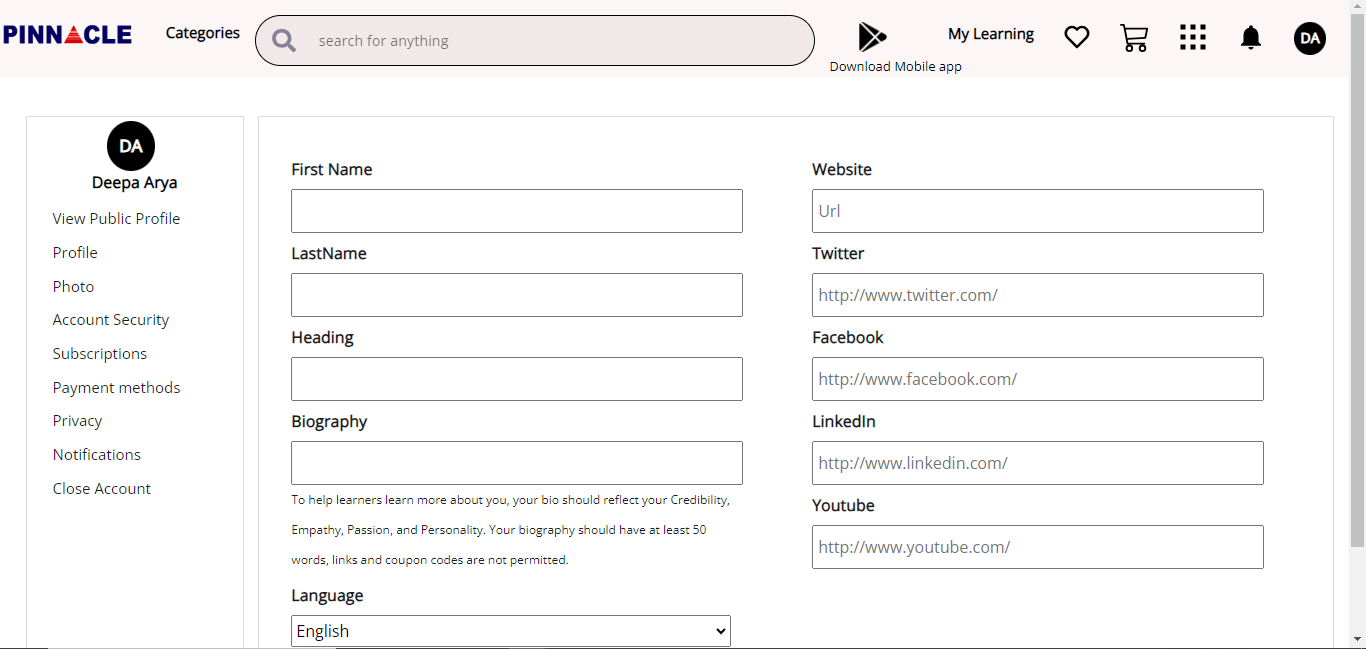 PINNACLE
Categories
search for anything
Download Mobile app
My Learning
DA
DA
Deepa Arya
View Public Profile
Profile
Photo
Account Security
Subscriptions
Payment methods
Privacy
Notifications
Close Account
First Name
LastName
Heading
Biography
To help learners learn more about you, your bio should reflect your Credibility,
Empathy, Passion, and Personality. Your biography should have at least 50
words, links and coupon codes are not permitted.
Language
English
Website
Url
Twitter
http://www.twitter.com/
Facebook
http://www.facebook.com/
LinkedIn
http://www.linkedin.com/
Youtube
http://www.youtube.com/